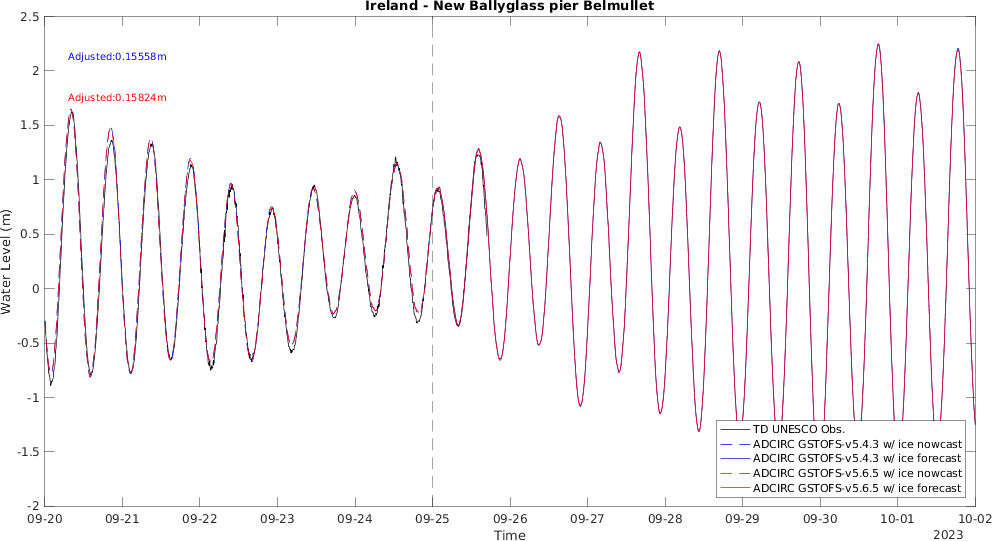 Ireland - New Ballyglass pier Belmullet
Adjusted:0.15558m
Adjusted:0.15824m
2.5
2
1.5
1
0.5
0
-0.5
-1
-1.5
-2
Water Level (m)
TD UNESCO Obs.
ADCIRC GSTOFS-v5.4.3 w/ ice nowcast
ADCIRC GSTOFS-v5.4.3 w/ ice forecast
ADCIRC GSTOFS-v5.6.5 w/ ice nowcast
ADCIRC GSTOFS-v5.6.5 w/ ice forecast
09-20 09-21 09-22 09-23 09-24 09-25 09-26 09-27 09-28 09-29 09-30 10-01 10-02
Time
2023